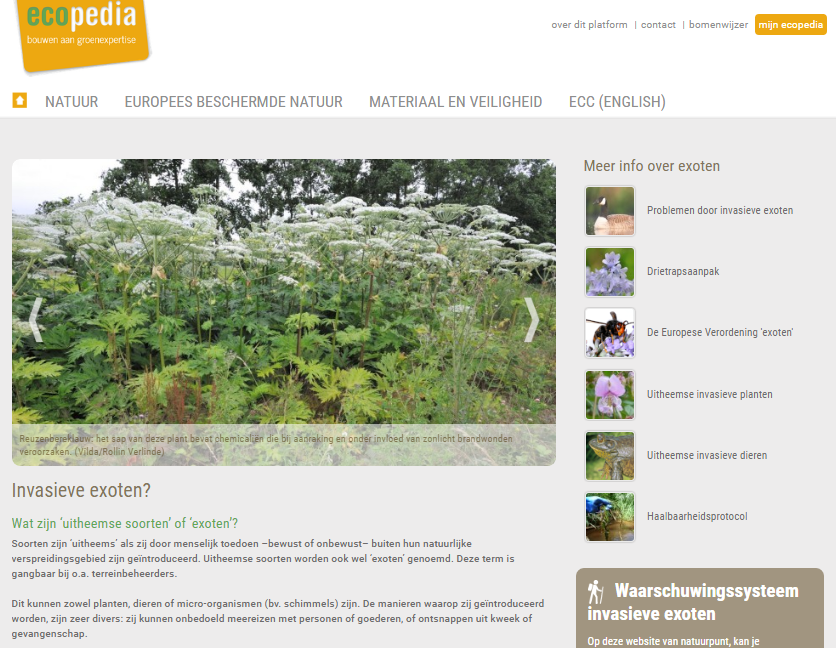 ecopedia
bouwen aan groenexpertise
over dit platform | contact | bomenwijzer mijn ecopedia
NATUUR EUROPEES BESCHERMDE NATUUR MATERIAAL EN VEILIGHEID ECC (ENGLISH)
Reuzenbereklauw: het sap van deze plant bevat chemicaliën die bij aanraking en onder invloed van zonlicht brandwonden
veroorzaken. (Vilda/Rollin Verlinde)
Invasieve exoten?
Wat zijn ‘uitheemse soorten’ of ‘exoten’?
Soorten zijn ‘uitheems’ als zij door menselijk toedoen –bewust of onbewust– buiten hun natuurlijke
verspreidingsgebied zijn geïntroduceerd. Uitheemse soorten worden ook wel ‘exoten’ genoemd. Deze term is
gangbaar bij o.a. terreinbeheerders.
Dit kunnen zowel planten, dieren of micro-organismen (bv. schimmels) zijn. De manieren waarop zij geïntroduceerd
worden, zijn zeer divers: zij kunnen onbedoeld meereizen met personen of goederen, of ontsnappen uit kweek of
gevangenschap.
Meer info over exoten
Problemen door invasieve exoten
Drietrapsaanpak
De Europese Verordening 'exoten'
Uitheemse invasieve planten
Uitheemse invasieve dieren
Haalbaarheidsprotocol
Waarschuwingssysteem
invasieve exoten
Op deze website van natuurpunt, kan je